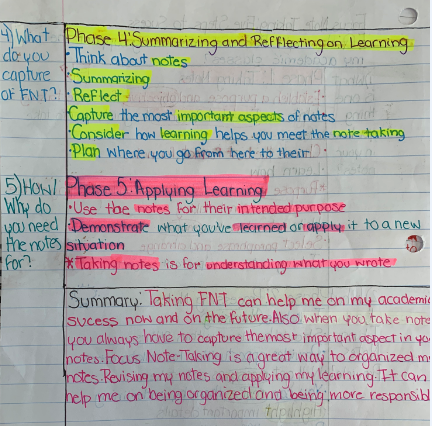 4) What do you capture of FNT?
Phase 4: Summarizing and Reflecting on Learning
·Think about notes
·Summarizing
·Reflect
·Capture the most important aspects of notes
·Consider how learning helps you meet the note taking
·Plan where you go from here to their
5) How/ Why do you need the notes for?
Phase 5: Applying Learning
·Use the notes for their intended purpose
·Demonstrate what you've learned or apply it to a new
situation
*Taking notes is for understanding what you wrote
Summary: Taking FNT can help me on my academic
sucess now and on the future. Also when you take note
you always have to capture the most important aspect in yo
notes. Focus Note-Taking is a great way to organized m
notes. Revising my notes and applying my learning. It can
help me on being organized and being more responsibl